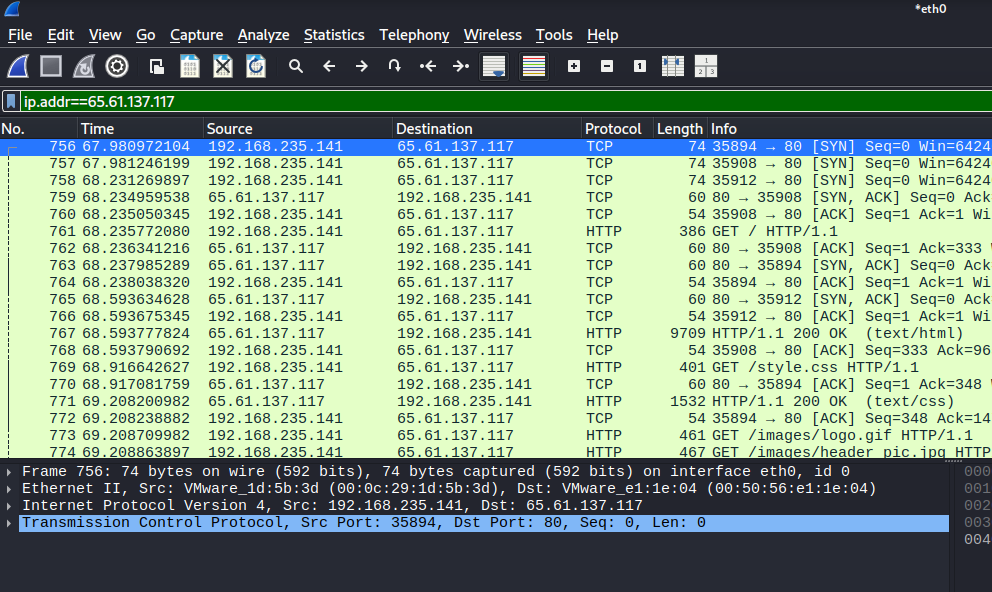 *eth0
File Edit View Go Capture Analyze Statistics Telephony Wireless Tools Help
ip.addr==65.61.137.117
No. Time Source Destination Protocol Length Info
756 67.980972104 192.168.235.141 65.61.137.117 TCP 74 35894 → 80 [SYN] Seq=0 Win=6424
757 67.981246199 192.168.235.141 65.61.137.117 TCP 74 35908 → 80 [SYN] Seq=0 Win=6424
758 68.231269897 192.168.235.141 65.61.137.117 TCP 74 35912 → 80 [SYN] Seq=0 Win=6424
759 68.234959538 65.61.137.117 192.168.235.141 TCP 60 80 → 35908 [SYN, ACK] Seq=0 Ack
760 68.235050345 192.168.235.141 65.61.137.117 TCP 54 35908 → 80 [ACK] Seq=1 Ack=1 Wi
761 68.235772080 192.168.235.141 65.61.137.117 HTTP 386 GET / HTTP/1.1
762 68.236341216 65.61.137.117 192.168.235.141 TCP 60 80 → 35908 [ACK] Seq=1 Ack=333
763 68.237985289 65.61.137.117 192.168.235.141 TCP 60 80 → 35894 [SYN, ACK] Seq=0 Ack
764 68.238038320 192.168.235.141 65.61.137.117 TCP 54 35894 → 80 [ACK] Seq=1 Ack=1 Wi
765 68.593634628 65.61.137.117 192.168.235.141 TCP 60 80 → 35912 [SYN, ACK] Seq=0 Ack
766 68.593675345 192.168.235.141 65.61.137.117 TCP 54 35912 → 80 [ACK] Seq=1 Ack=1 Wi
767 68.593777824 65.61.137.117 192.168.235.141 HTTP 9709 HTTP/1.1 200 OK (text/html)
768 68.593790692 192.168.235.141 65.61.137.117 TCP 54 35908 → 80 [ACK] Seq=333 Ack=96
769 68.916642627 192.168.235.141 65.61.137.117 HTTP 401 GET /style.css HTTP/1.1
770 68.917081759 65.61.137.117 192.168.235.141 TCP 60 80 → 35894 [ACK] Seq=1 Ack=348 W
771 69.208200982 65.61.137.117 192.168.235.141 HTTP 1532 HTTP/1.1 200 OK (text/css)
772 69.208238882 192.168.235.141 65.61.137.117 TCP 54 35894 → 80 [ACK] Seq=348 Ack=14
773 69.208709982 192.168.235.141 65.61.137.117 HTTP 461 GET /images/logo.gif HTTP/1.1
774 69.208863897 192.168.235.141 65.61.137.117 HTTP 467 GET /images/header_pic.jpg HTTP
Frame 756: 74 bytes on wire (592 bits), 74 bytes captured (592 bits) on interface eth0, id 0
Ethernet II, Src: VMware_1d:5b:3d (00:0c:29:1d:5b:3d), Dst: VMware_e1:1e:04 (00:50:56:e1:1e:04)
Internet Protocol Version 4, Src: 192.168.235.141, Dst: 65.61.137.117
Transmission Control Protocol, Src Port: 35894, Dst Port: 80, Seq: 0, Len: 0
000
001
002
003
004